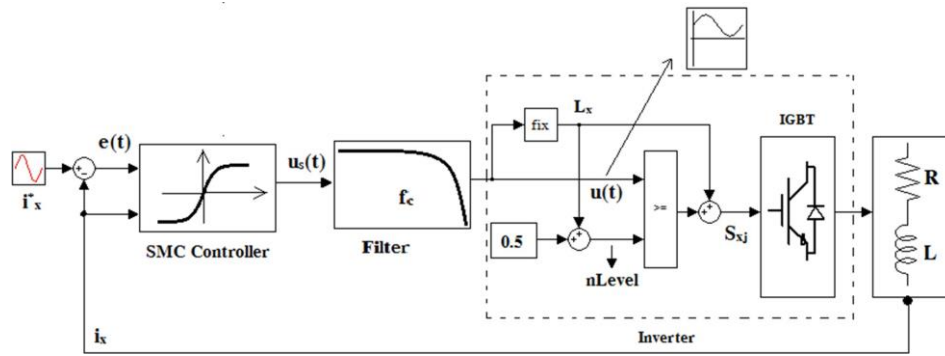 e(t)
i*x
SMC Controller
us(t)
fc
Filter
fix
Lx
u(t)
0.5
nLevel
>=
Sxj
IGBT
R
L
ix
Inverter